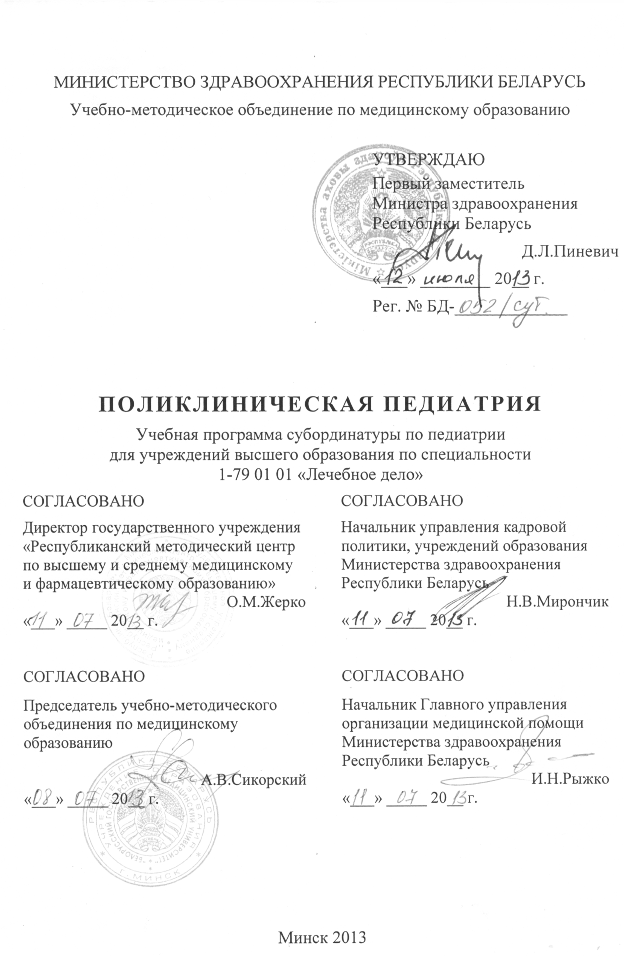 МИНИСТЕРСТВО ЗДРАВООХРАНЕНИЯ РЕСПУБЛИКИ БЕЛАРУСЬ
Учебно-методическое объединение по медицинскому образованию
УТВЕРЖДАЮ
Первый заместитель
Министра здравоохранения
Республики Беларусь
Д.Л.Пиневич
«12» июля 2013 г.
Рег. № БД-052/сут.
ПОЛИКЛИНИЧЕСКАЯ ПЕДИАТРИЯ
Учебная программа субординатуры по педиатрии
для учреждений высшего образования по специальности
1-79 01 01 «Лечебное дело»
СОГЛАСОВАНО
Директор государственного учреждения
«Республиканский методический центр
по высшему и среднему медицинскому
и фармацевтическому образованию»
О.М.Жерко
«11» 07 2013 г.
СОГЛАСОВАНО
Начальник управления кадровой
политики, учреждений образования
Министерства здравоохранения
Республики Беларусь
Н.В.Мирончик
«11» 07 2013 г.
СОГЛАСОВАНО
Председатель учебно-методического
объединения по медицинскому
образованию
А.В.Сикорский
«08» 07 2013 г.
СОГЛАСОВАНО
Начальник Главного управления
организации медицинской помощи
Министерства здравоохранения
Республики Беларусь
И.Н.Рыжко
«11» 07 2013г.
Минск 2013